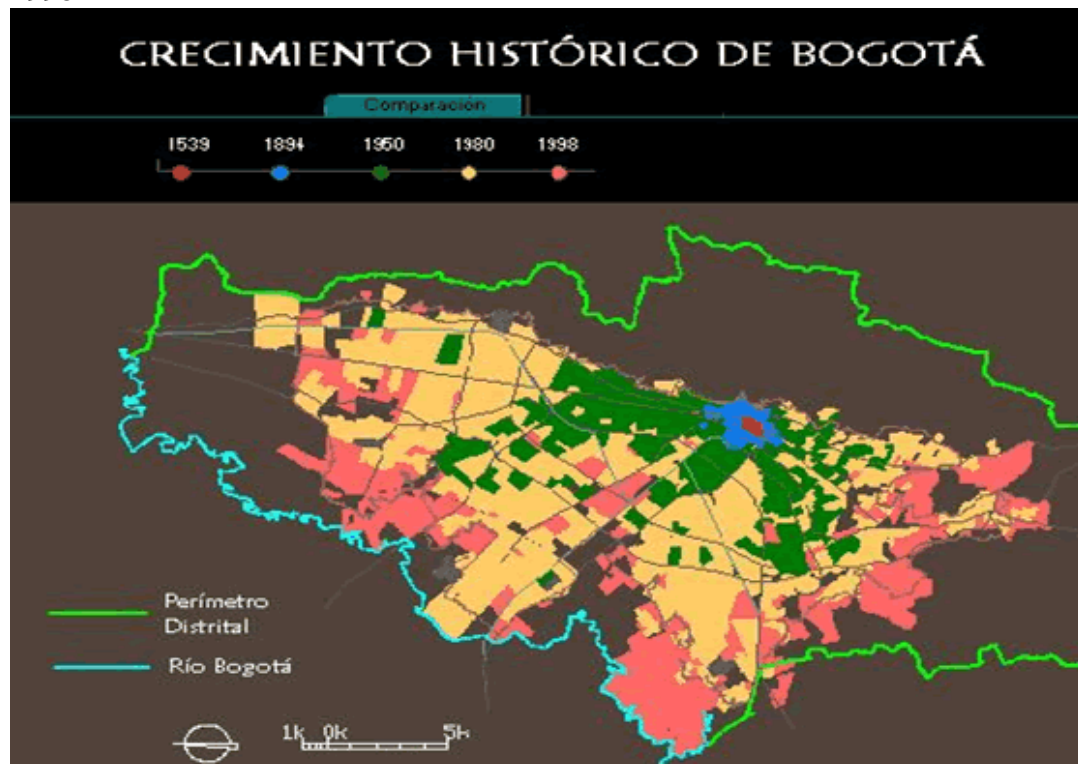 CRECIMIENTO HISTÓRICO DE BOGOTÁ
Comparación
1539 1894 1950 1980 1998
Perímetro
Distrital
Río Bogotá
1k 0k 5k